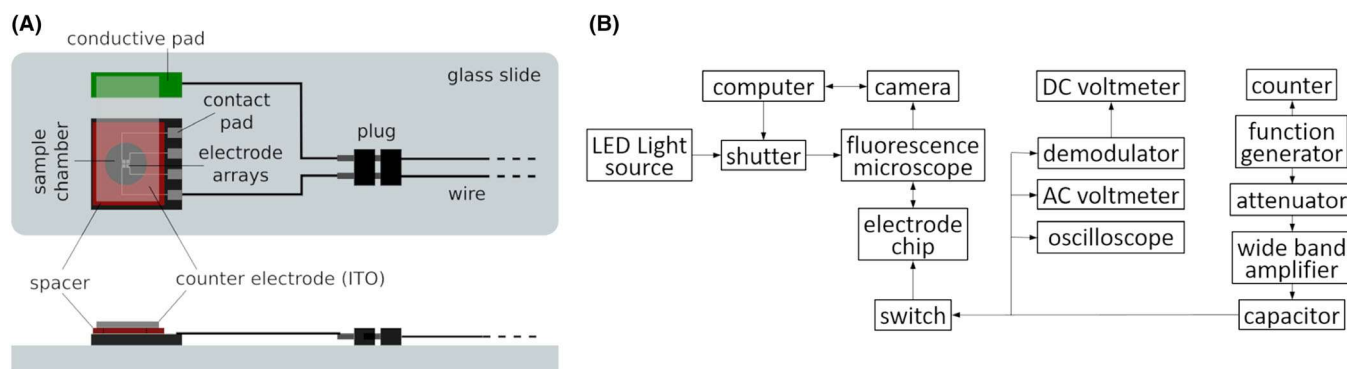 (A)
conductive pad
glass slide
contact
pad
plug
electrode
arrays
sample
chamber
wire
spacer
counter electrode (ITO)
(B)
computer
camera
DC voltmeter
counter
LED Light
source
shutter
fluorescence
microscope
demodulator
function
generator
AC voltmeter
attenuator
electrode
chip
oscilloscope
wide band
amplifier
switch
capacitor